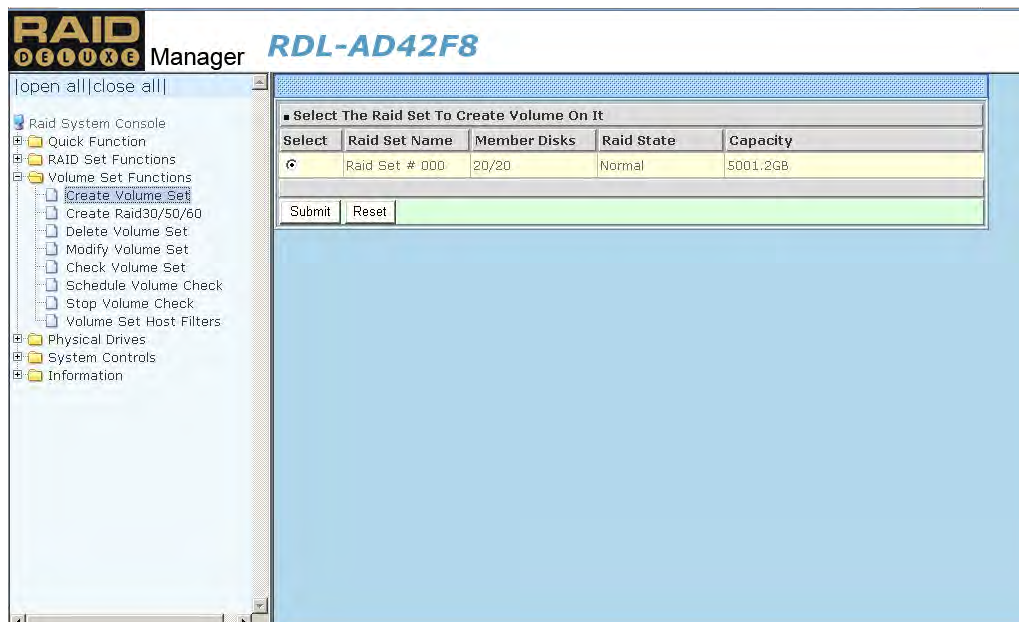 RAID
DELUXE Manager
RDL-AD42F8
|open all|close all|
Raid System Console
Quick Function
RAID Set Functions
Volume Set Functions
Create Volume Set
Create Raid30/50/60
Delete Volume Set
Modify Volume Set
Check Volume Set
Schedule Volume Check
Stop Volume Check
Volume Set Host Filters
Physical Drives
System Controls
Information
Select The Raid Set To Create Volume On It
Select Raid Set Name Member Disks Raid State Capacity
Raid Set # 000 20/20 Normal 5001.2GB
Submit Reset